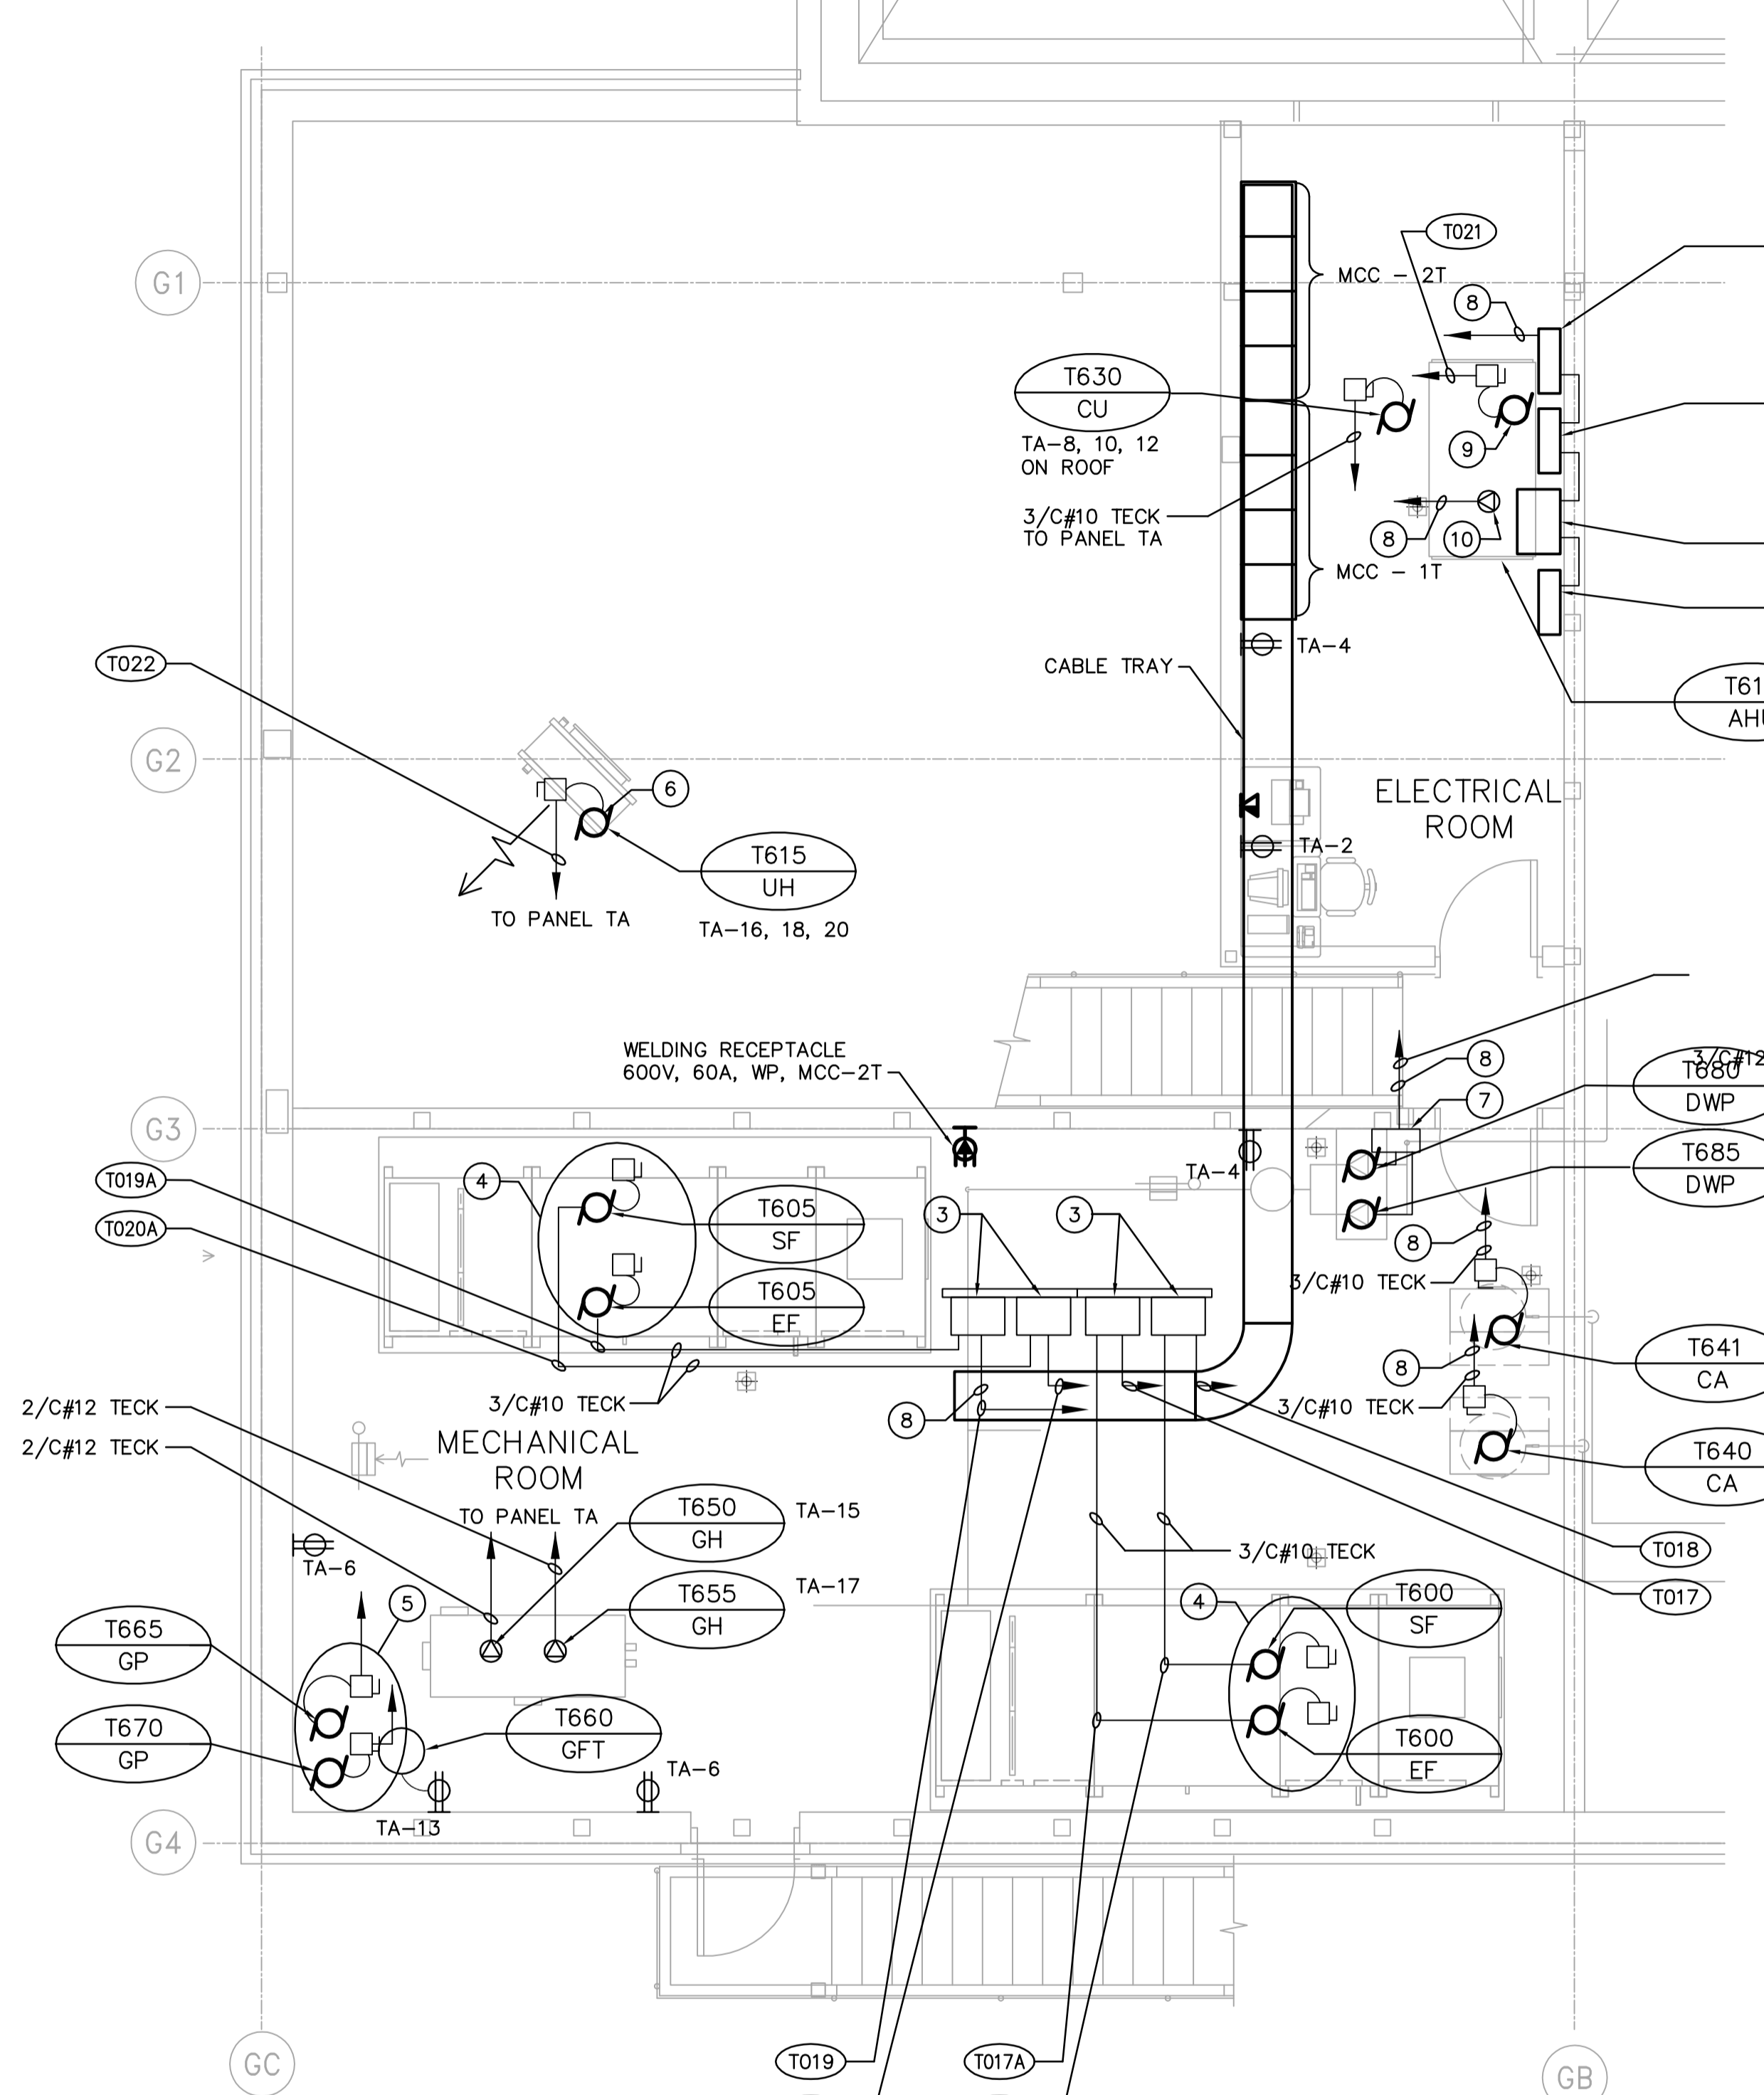 G1
MCC - 2T
T021
8
T630
CU
TA-8, 10, 12
ON ROOF
9
3/C#10 TECK
TO PANEL TA
8
10
MCC - 1T
TA-4
T022
CABLE TRAY
G2
6
ELECTRICAL
ROOM
TA-2
T615
UH
TO PANEL TA
TA-16, 18, 20
WELDING RECEPTACLE
600V, 60A, WP, MCC-2T
8
3/C#12
T680
DWP
7
G3
T685
DWP
TA-4
T019A
4
T605
SF
3
3
T020A
8
3/C#10 TECK
T605
EF
T641
CA
8
3/C#10 TECK
3/C#10 TECK
8
2/C#12 TECK
2/C#12 TECK
MECHANICAL
ROOM
T640
CA
TO PANEL TA
T650
GH
TA-15
T018
3/C#10 TECK
TA-6
T017
T655
GH
TA-17
5
4
T600
SF
T665
GP
T670
GP
T660
GFT
T600
EF
TA-6
TA-13
G4
T019
T017A
GC
GB